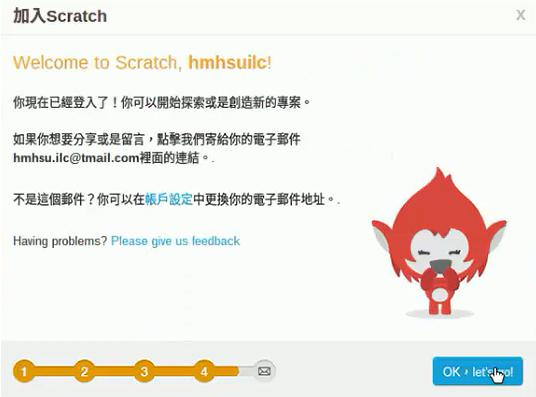 加入Scratch
X
Welcome to Scratch, hmhsuilc!
你現在已經登入了！你可以開始探索或是創造新的專案。
如果你想要分享或是留言，點擊我們寄給你的電子郵件
hmhsu.ilc@tmail.com裡面的連結。.
不是這個郵件？你可以在帳戶設定中更換你的電子郵件地址。.
Having problems? Please give us feedback
1 2 3 4
OK，let's go!